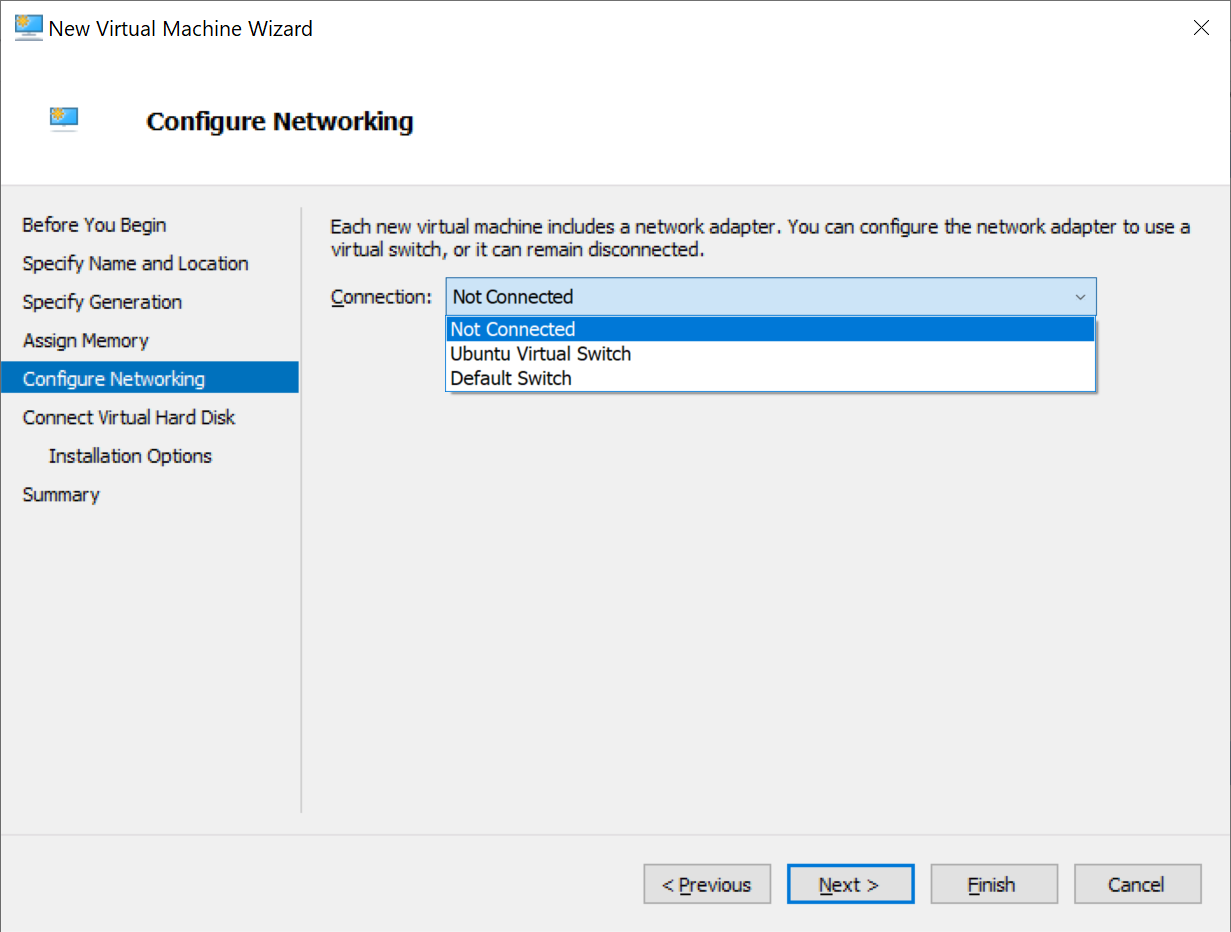 New Virtual Machine Wizard
Configure Networking
Before You Begin
Specify Name and Location
Specify Generation
Assign Memory
Configure Networking
Connect Virtual Hard Disk
Installation Options
Summary
Each new virtual machine includes a network adapter. You can configure the network adapter to use a
virtual switch, or it can remain disconnected.
Connection: Not Connected
Not Connected
Ubuntu Virtual Switch
Default Switch
< Previous Next > Finish Cancel